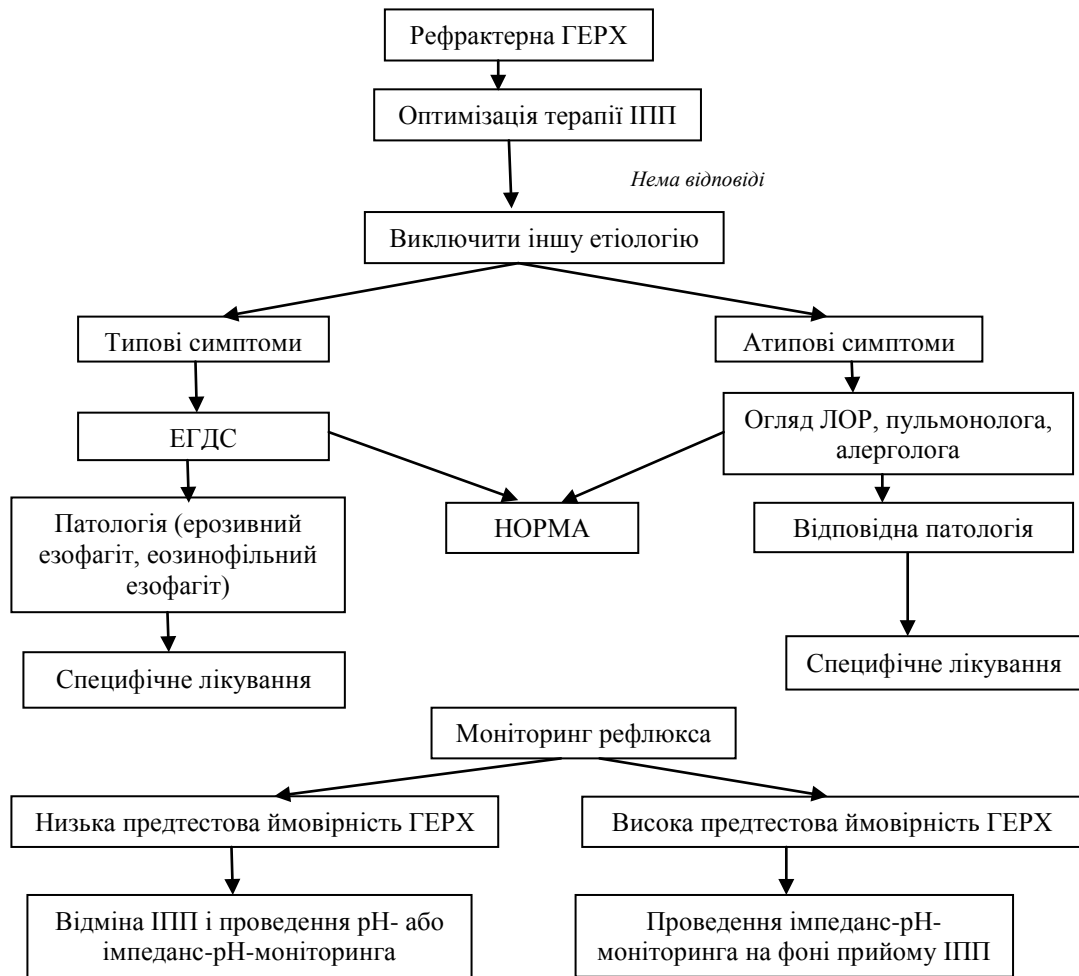 Рефрактерна ГЕРХ
Оптимізація терапії ІПП
Нема відповіді
Виключити іншу етіологію
Типові симптоми
Атипові симптоми
ЕГДС
Огляд ЛОР, пульмонолога,
алерголога
Патологія (ерозивний
езофагіт, еозинофільний
езофагіт)
НОРМА
Відповідна патологія
Специфічне лікування
Специфічне лікування
Моніторинг рефлюкса
Низька предтестова ймовірність ГЕРХ
Висока предтестова ймовірність ГЕРХ
Відміна ІПП і проведення рН- або
імпеданс-рН-моніторинга
Проведення імпеданс-рН-
моніторинга на фоні прийому ІПП